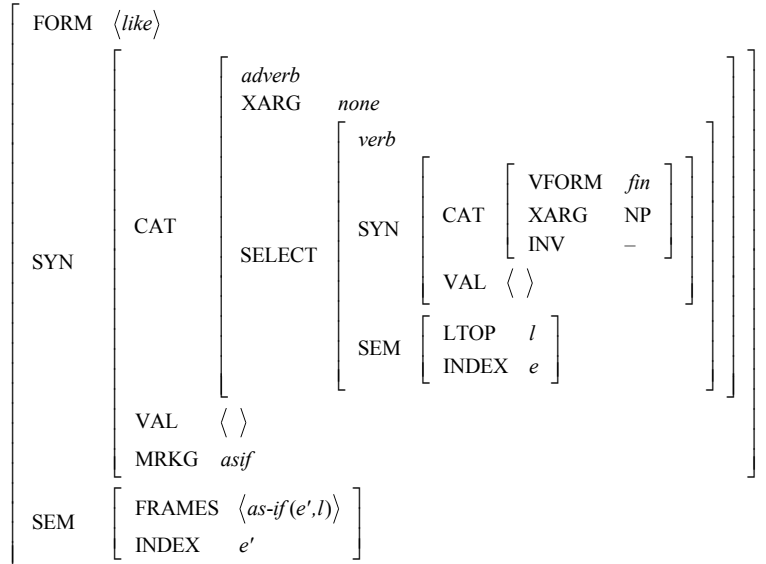 FORM ⟨like⟩
adverb
XARG none
verb
VFORM fin
CAT XARG NP
SYN INV –
CAT
SELECT VAL ⟨ ⟩
SYN
LTOP l
SEM
INDEX e
VAL ⟨ ⟩
MRKG asif
FRAMES ⟨as-if (e′,l)⟩
SEM
INDEX e′